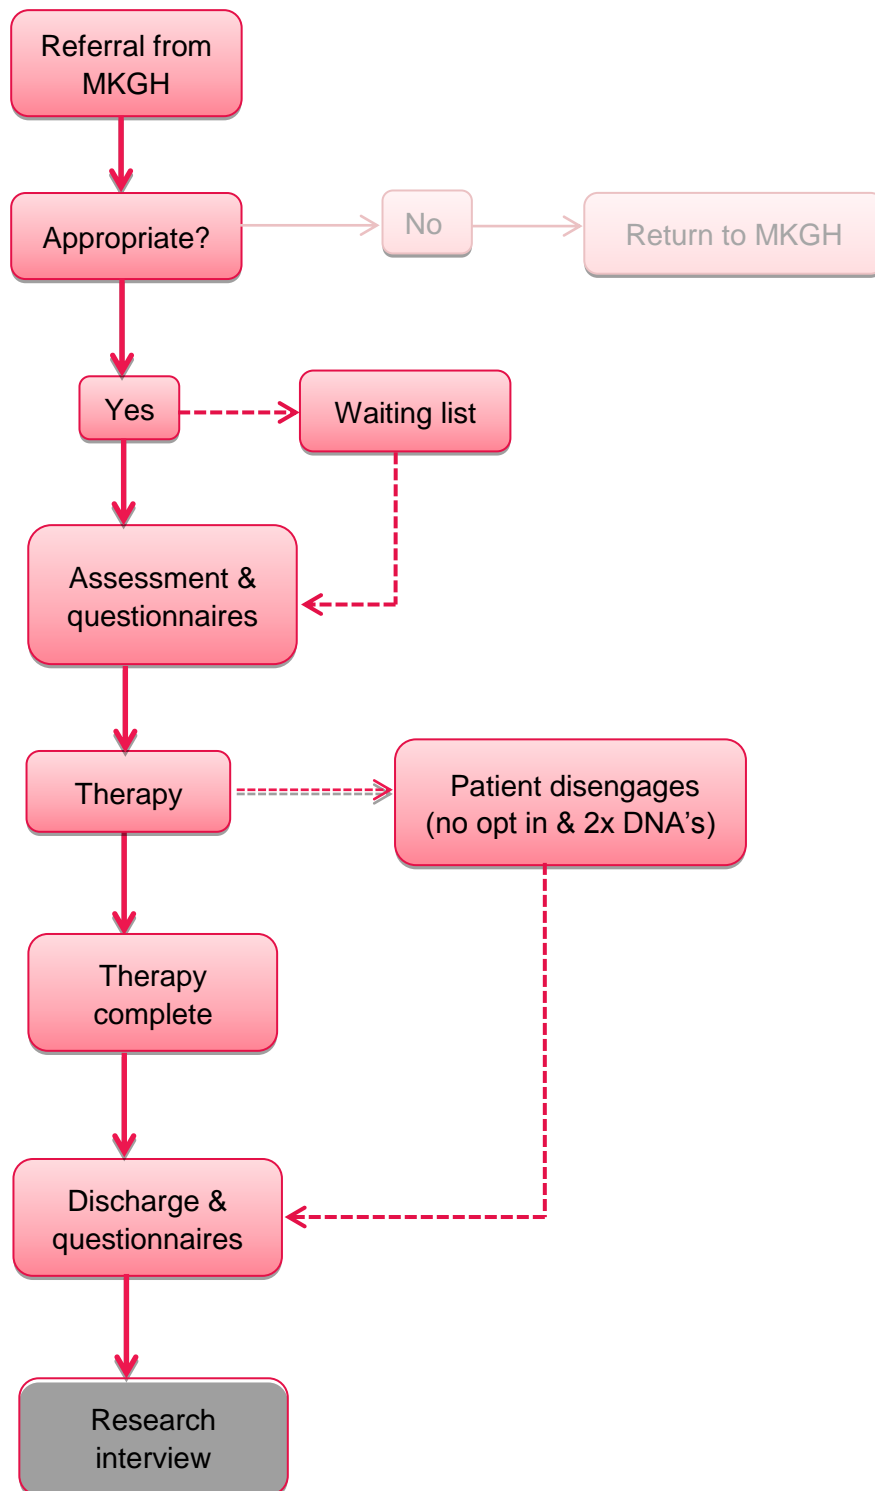 Referral from
MKGH
Appropriate?
No
Return to MKGH
Yes
Waiting list
Assessment &
questionnaires
Therapy
Patient disengages
(no opt in & 2x DNA’s)
Therapy
complete
Discharge &
questionnaires
Research
interview